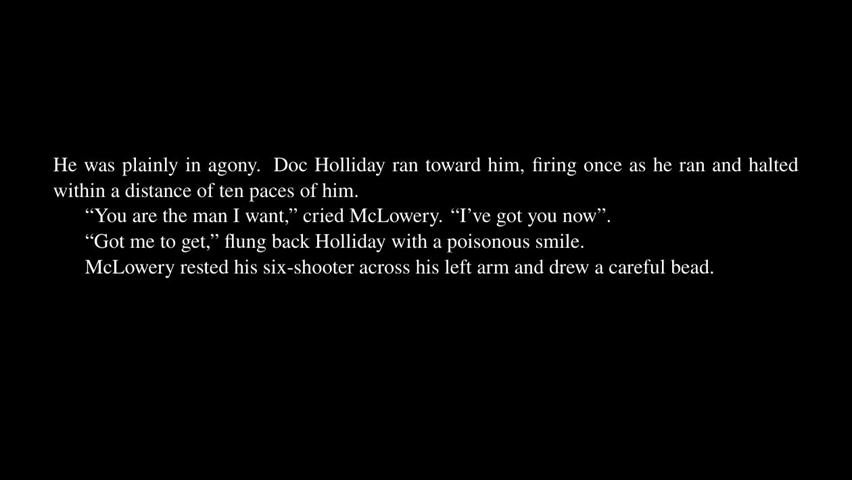 He was plainly in agony. Doc Holliday ran toward him, firing once as he ran and halted
within a distance of ten paces of him.
“You are the man I want,” cried McLowery. “I’ve got you now”.
“Got me to get,” flung back Holliday with a poisonous smile.
McLowery rested his six-shooter across his left arm and drew a careful bead.